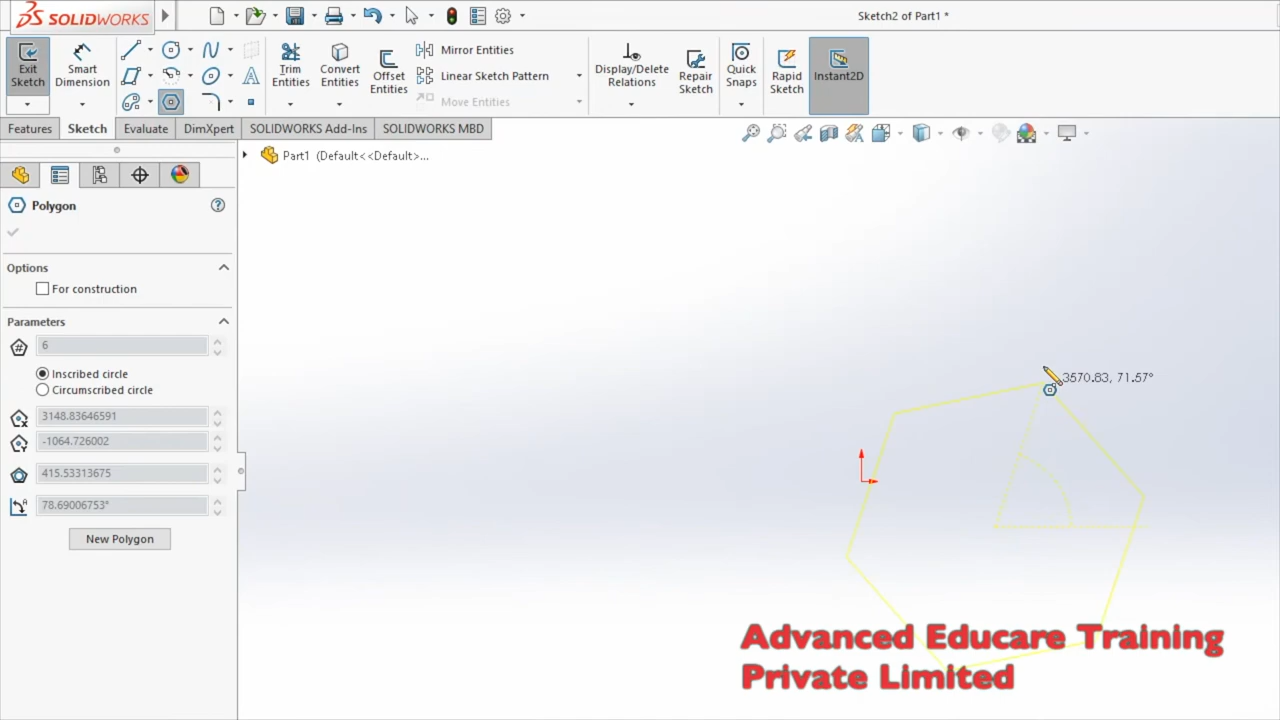 SOLIDWORKS
Sketch2 of Part1 *
Exit Sketch
Smart Dimension
Trim Entities
Convert Entities
Offset Entities
Mirror Entities
Linear Sketch Pattern
Move Entities
Display/Delete Relations
Repair Sketch
Quick Snaps
Rapid Sketch
Instant2D
Features Sketch Evaluate DimXpert SOLIDWORKS Add-Ins SOLIDWORKS MBD
Part1 (Default<<Default>...
Polygon
Options
For construction
Parameters
6
Inscribed circle
Circumscribed circle
3148.83646591
-1064.726002
415.53313675
78.69006753°
New Polygon
3570.83, 71.57°
Advanced Educare Training
Private Limited